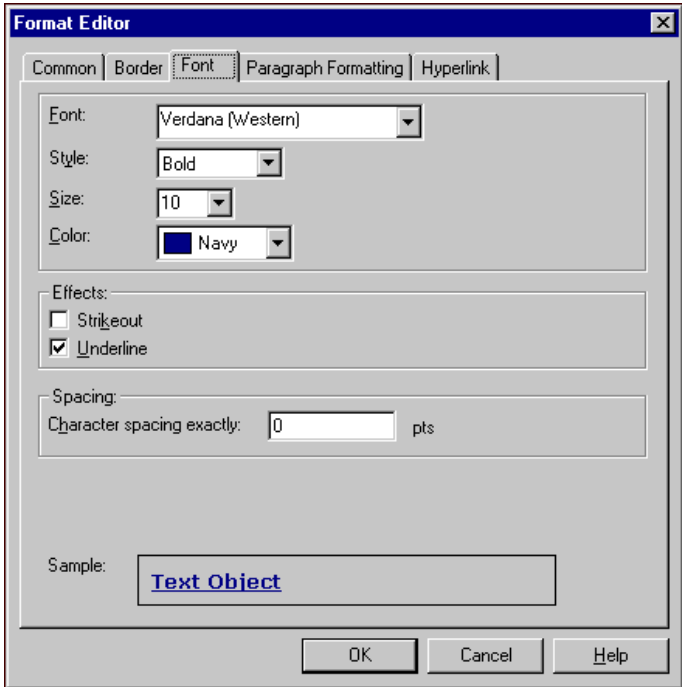 Format Editor
Common Border Font Paragraph Formatting Hyperlink
Font: Verdana (Western)
Style: Bold
Size: 10
Color: Navy
Effects:
Strikeout
Underline
Spacing:
Character spacing exactly: 0 pts
Sample: Text Object
OK Cancel Help